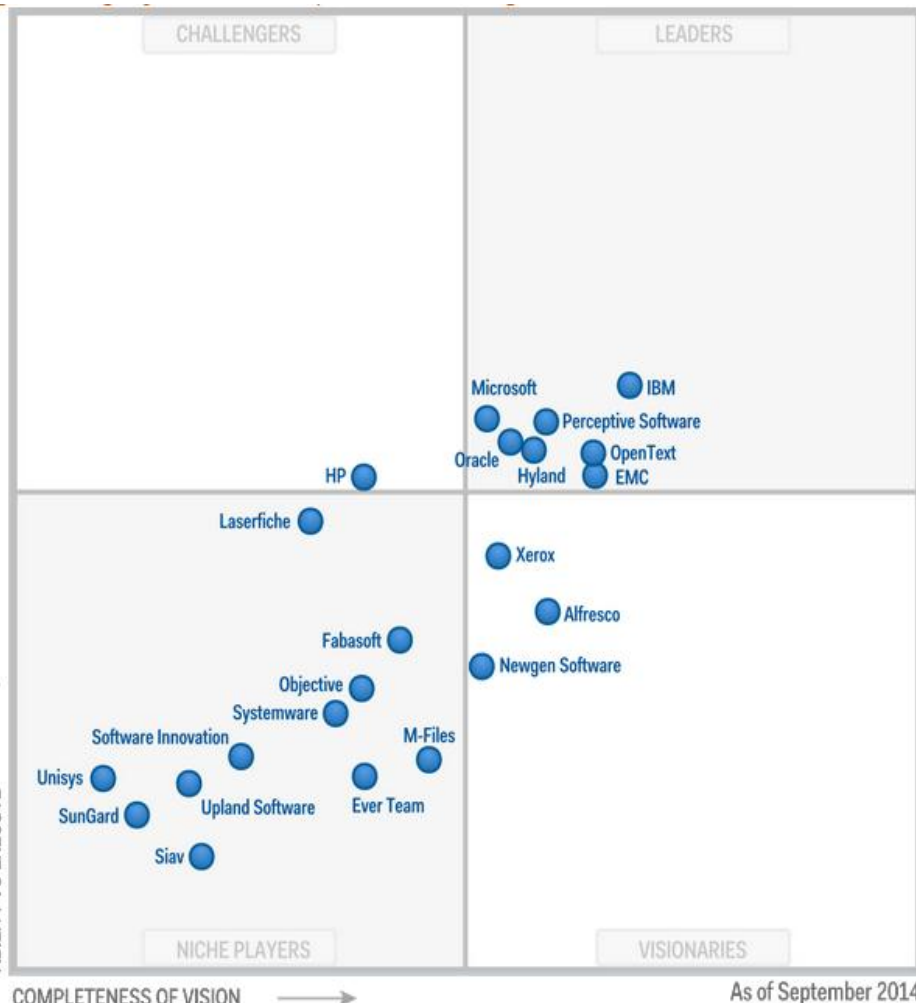 CHALLENGERS
LEADERS
Microsoft
IBM
Perceptive Software
Oracle
Hyland
OpenText
EMC
HP
Laserfiche
Xerox
Alfresco
Fabasoft
Newgen Software
Objective
Systemware
M-Files
Software Innovation
Unisys
Upland Software
Ever Team
SunGard
Siav
NICHE PLAYERS
VISIONARIES
COMPLETENESS OF VISION
As of September 2014